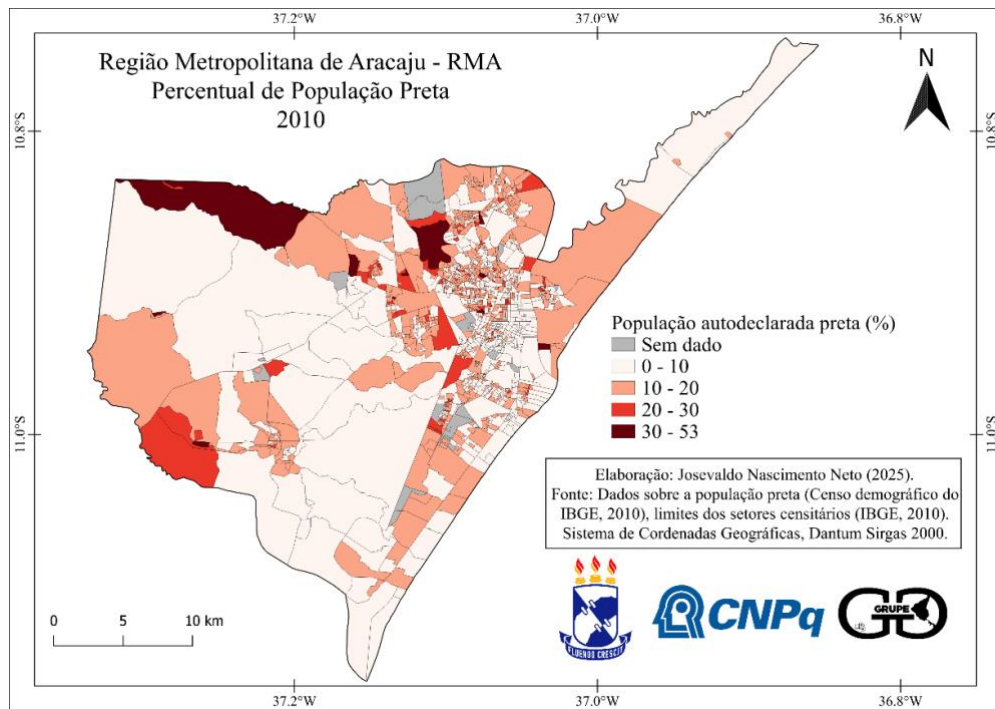 37.2°W
37.0°W
36.8°W
Região Metropolitana de Aracaju - RMA
Percentual de População Preta
2010
N
10.8°S
10.8°S
População autodeclarada preta (%)
Sem dado
0 - 10
10 - 20
20 - 30
30 - 53
11.0°S
11.0°S
Elaboração: Josevaldo Nascimento Neto (2025).
Fonte: Dados sobre a população preta (Censo demográfico do
IBGE, 2010), limites dos setores censitários (IBGE, 2010).
Sistema de Cordenadas Geográficas, Dantum Sirgas 2000.
0 5 10 km
FLUENDO CRESCIT
CNPq
GRUPE
37.2°W
37.0°W
36.8°W